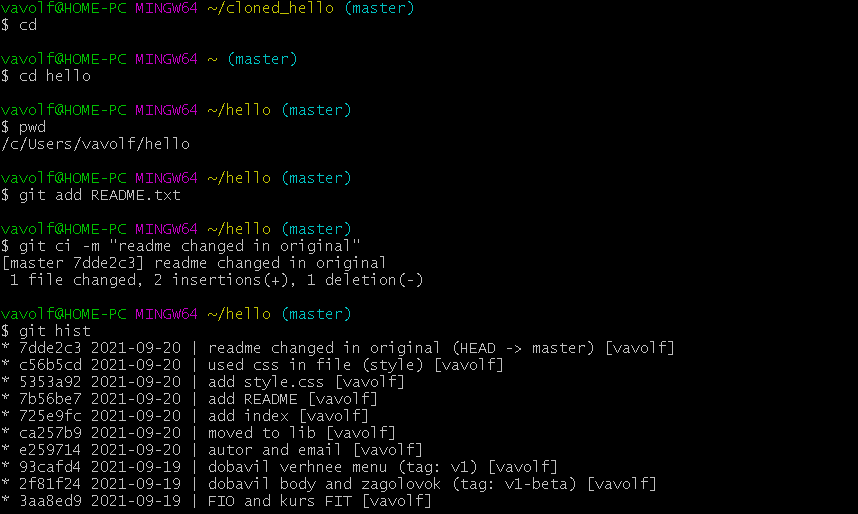 vavolf@HOME-PC MINGW64 ~/cloned_hello (master)
$ cd
vavolf@HOME-PC MINGW64 ~ (master)
$ cd hello
vavolf@HOME-PC MINGW64 ~/hello (master)
$ pwd
/c/Users/vavolf/hello
vavolf@HOME-PC MINGW64 ~/hello (master)
$ git add README.txt
vavolf@HOME-PC MINGW64 ~/hello (master)
$ git ci -m "readme changed in original"
[master 7dde2c3] readme changed in original
 1 file changed, 2 insertions(+), 1 deletion(-)
vavolf@HOME-PC MINGW64 ~/hello (master)
$ git hist
* 7dde2c3 2021-09-20 | readme changed in original (HEAD -> master) [vavolf]
* c56b5cd 2021-09-20 | used css in file (style) [vavolf]
* 5353a92 2021-09-20 | add style.css [vavolf]
* 7b56be7 2021-09-20 | add README [vavolf]
* 725e9fc 2021-09-20 | add index [vavolf]
* ca257b9 2021-09-20 | moved to lib [vavolf]
* e259714 2021-09-20 | autor and email [vavolf]
* 93cafd4 2021-09-19 | dobavil verhnee menu (tag: v1) [vavolf]
* 2f81f24 2021-09-19 | dobavil body and zagolovok (tag: v1-beta) [vavolf]
* 3aa8ed9 2021-09-19 | FIO and kurs FIT [vavolf]